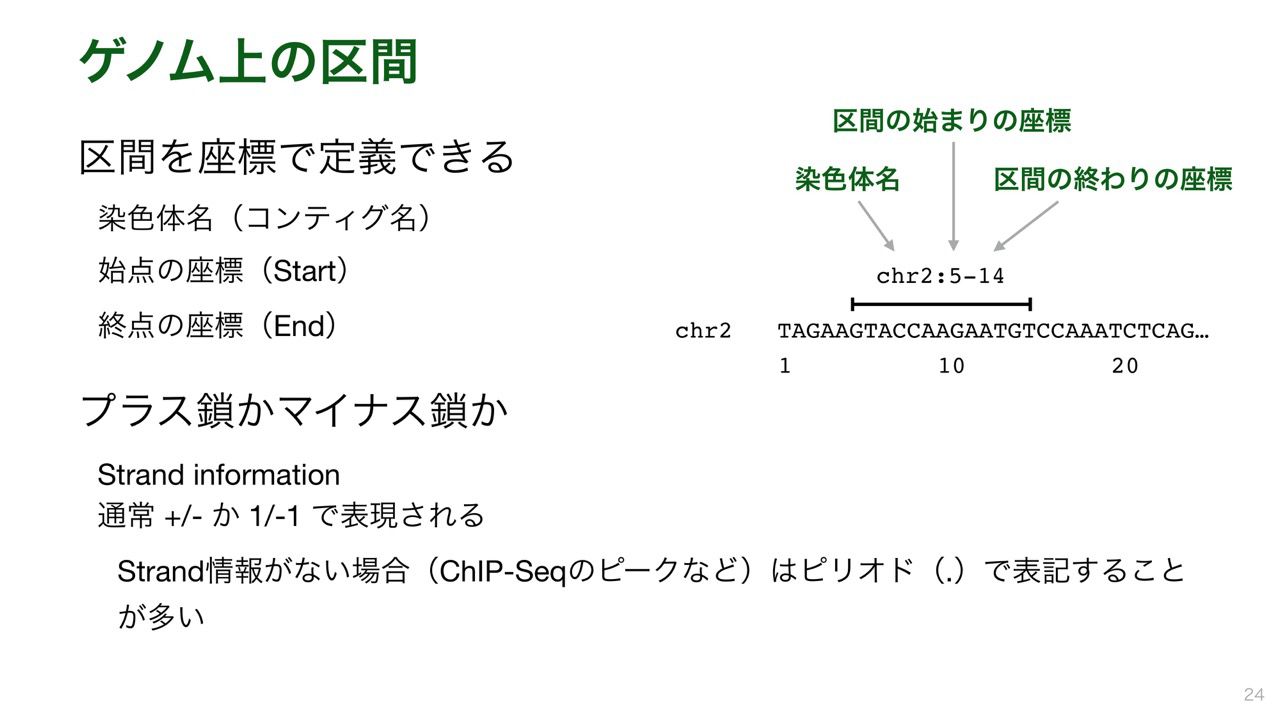 ゲノム上の区間
区間を座標で定義できる
染色体名（コンティグ名）
始点の座標（Start）
終点の座標（End）
区間の始まりの座標
染色体名
区間の終わりの座標
chr2:5-14
chr2 TAGAAGTACCAAGAATGTCCAAATCTCAG…
1 10 20
プラス鎖かマイナス鎖か
Strand information
通常 +/- か 1/-1 で表現される
Strand情報がない場合（ChIP-Seqのピークなど）はピリオド（.）で表記すること
が多い
24